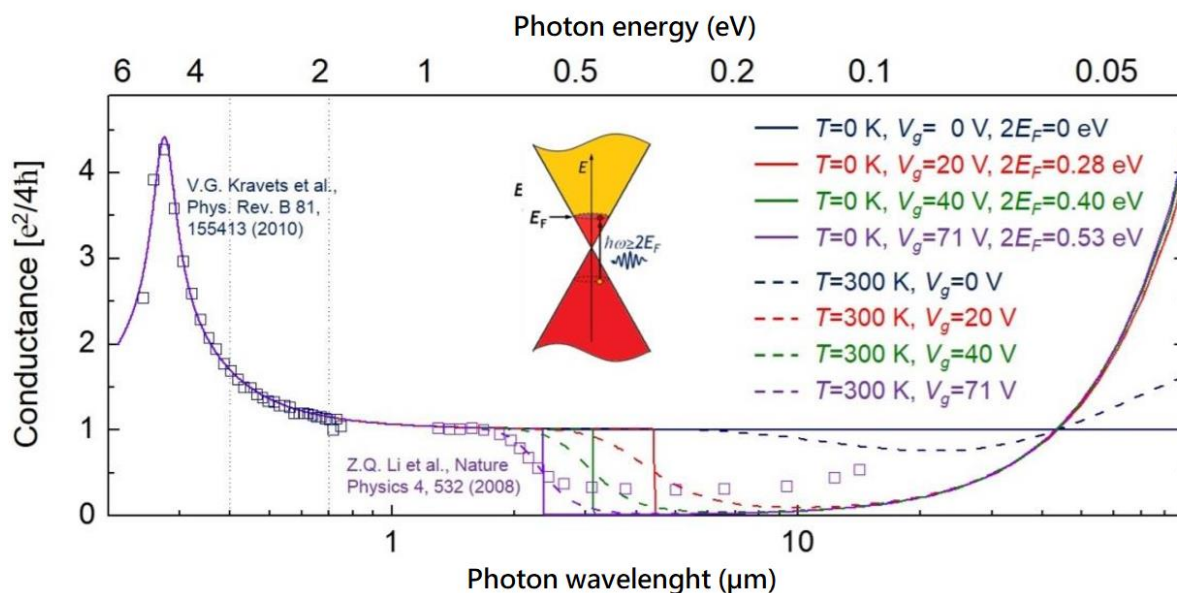 Photon energy (eV)
6 4 2 1 0.5 0.2 0.1 0.05
Conductance [e²/4ħ]
4
3
2
1
0
V.G. Kravets et al.,
Phys. Rev. B 81,
155413 (2010)
E
E
E_F
ħω≥2E_F
T=0 K, V_g= 0 V, 2E_F=0 eV
T=0 K, V_g=20 V, 2E_F=0.28 eV
T=0 K, V_g=40 V, 2E_F=0.40 eV
T=0 K, V_g=71 V, 2E_F=0.53 eV
T=300 K, V_g=0 V
T=300 K, V_g=20 V
T=300 K, V_g=40 V
T=300 K, V_g=71 V
Z.Q. Li et al., Nature
Physics 4, 532 (2008)
1 10
Photon wavelenght (μm)